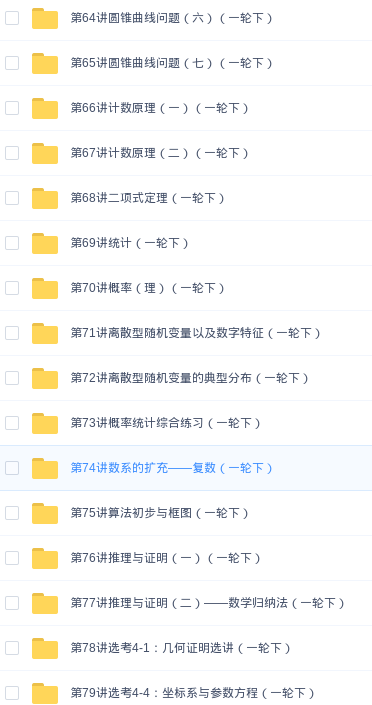 第64讲圆锥曲线问题（六）（一轮下）
第65讲圆锥曲线问题（七）（一轮下）
第66讲计数原理（一）（一轮下）
第67讲计数原理（二）（一轮下）
第68讲二项式定理（一轮下）
第69讲统计（一轮下）
第70讲概率（理）（一轮下）
第71讲离散型随机变量以及数字特征（一轮下）
第72讲离散型随机变量的典型分布（一轮下）
第73讲概率统计综合练习（一轮下）
第74讲数系的扩充——复数（一轮下）
第75讲算法初步与框图（一轮下）
第76讲推理与证明（一）（一轮下）
第77讲推理与证明（二）——数学归纳法（一轮下）
第78讲选考4-1：几何证明选讲（一轮下）
第79讲选考4-4：坐标系与参数方程（一轮下）